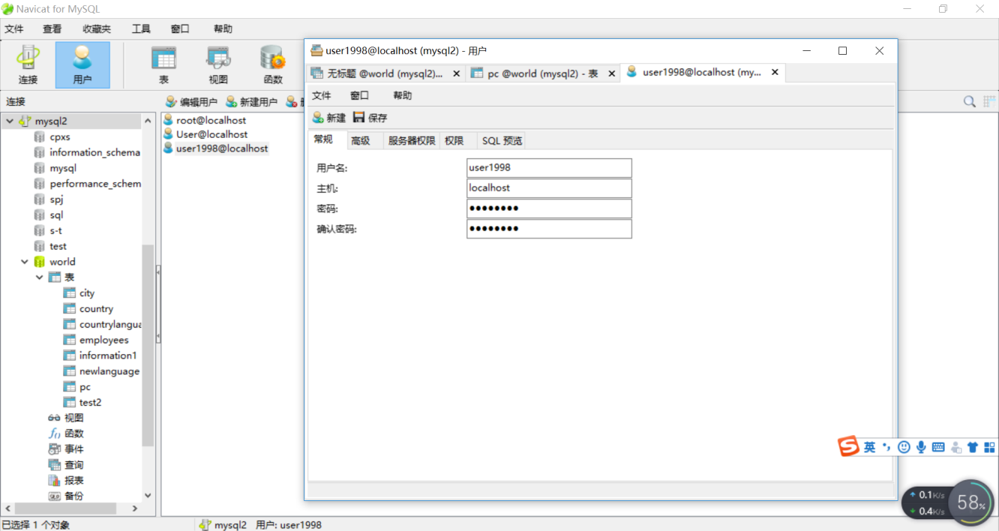 Navicat for MySQL
文件 查看 收藏夹 工具 窗口 帮助
连接 用户 表 视图 函数
连接
编辑用户 新建用户
mysql2
cpxs
information_schema
mysql
performance_schem
spj
sql
s-t
test
world
表
city
country
countrylangua
employees
information1
newlanguage
pc
test2
视图
函数
事件
查询
报表
备份
root@localhost
User@localhost
user1998@localhost
user1998@localhost (mysql2) - 用户
无标题 @world (mysql2)... pc @world (mysql2) - 表 user1998@localhost (my...
文件 窗口 帮助
新建 保存
常规 高级 服务器权限 权限 SQL 预览
用户名: user1998
主机: localhost
密码: ●●●●●●●●
确认密码: ●●●●●●●●
S 英
0.1K/s
0.4K/s
58%
已选择 1 个对象 mysql2 用户: user1998